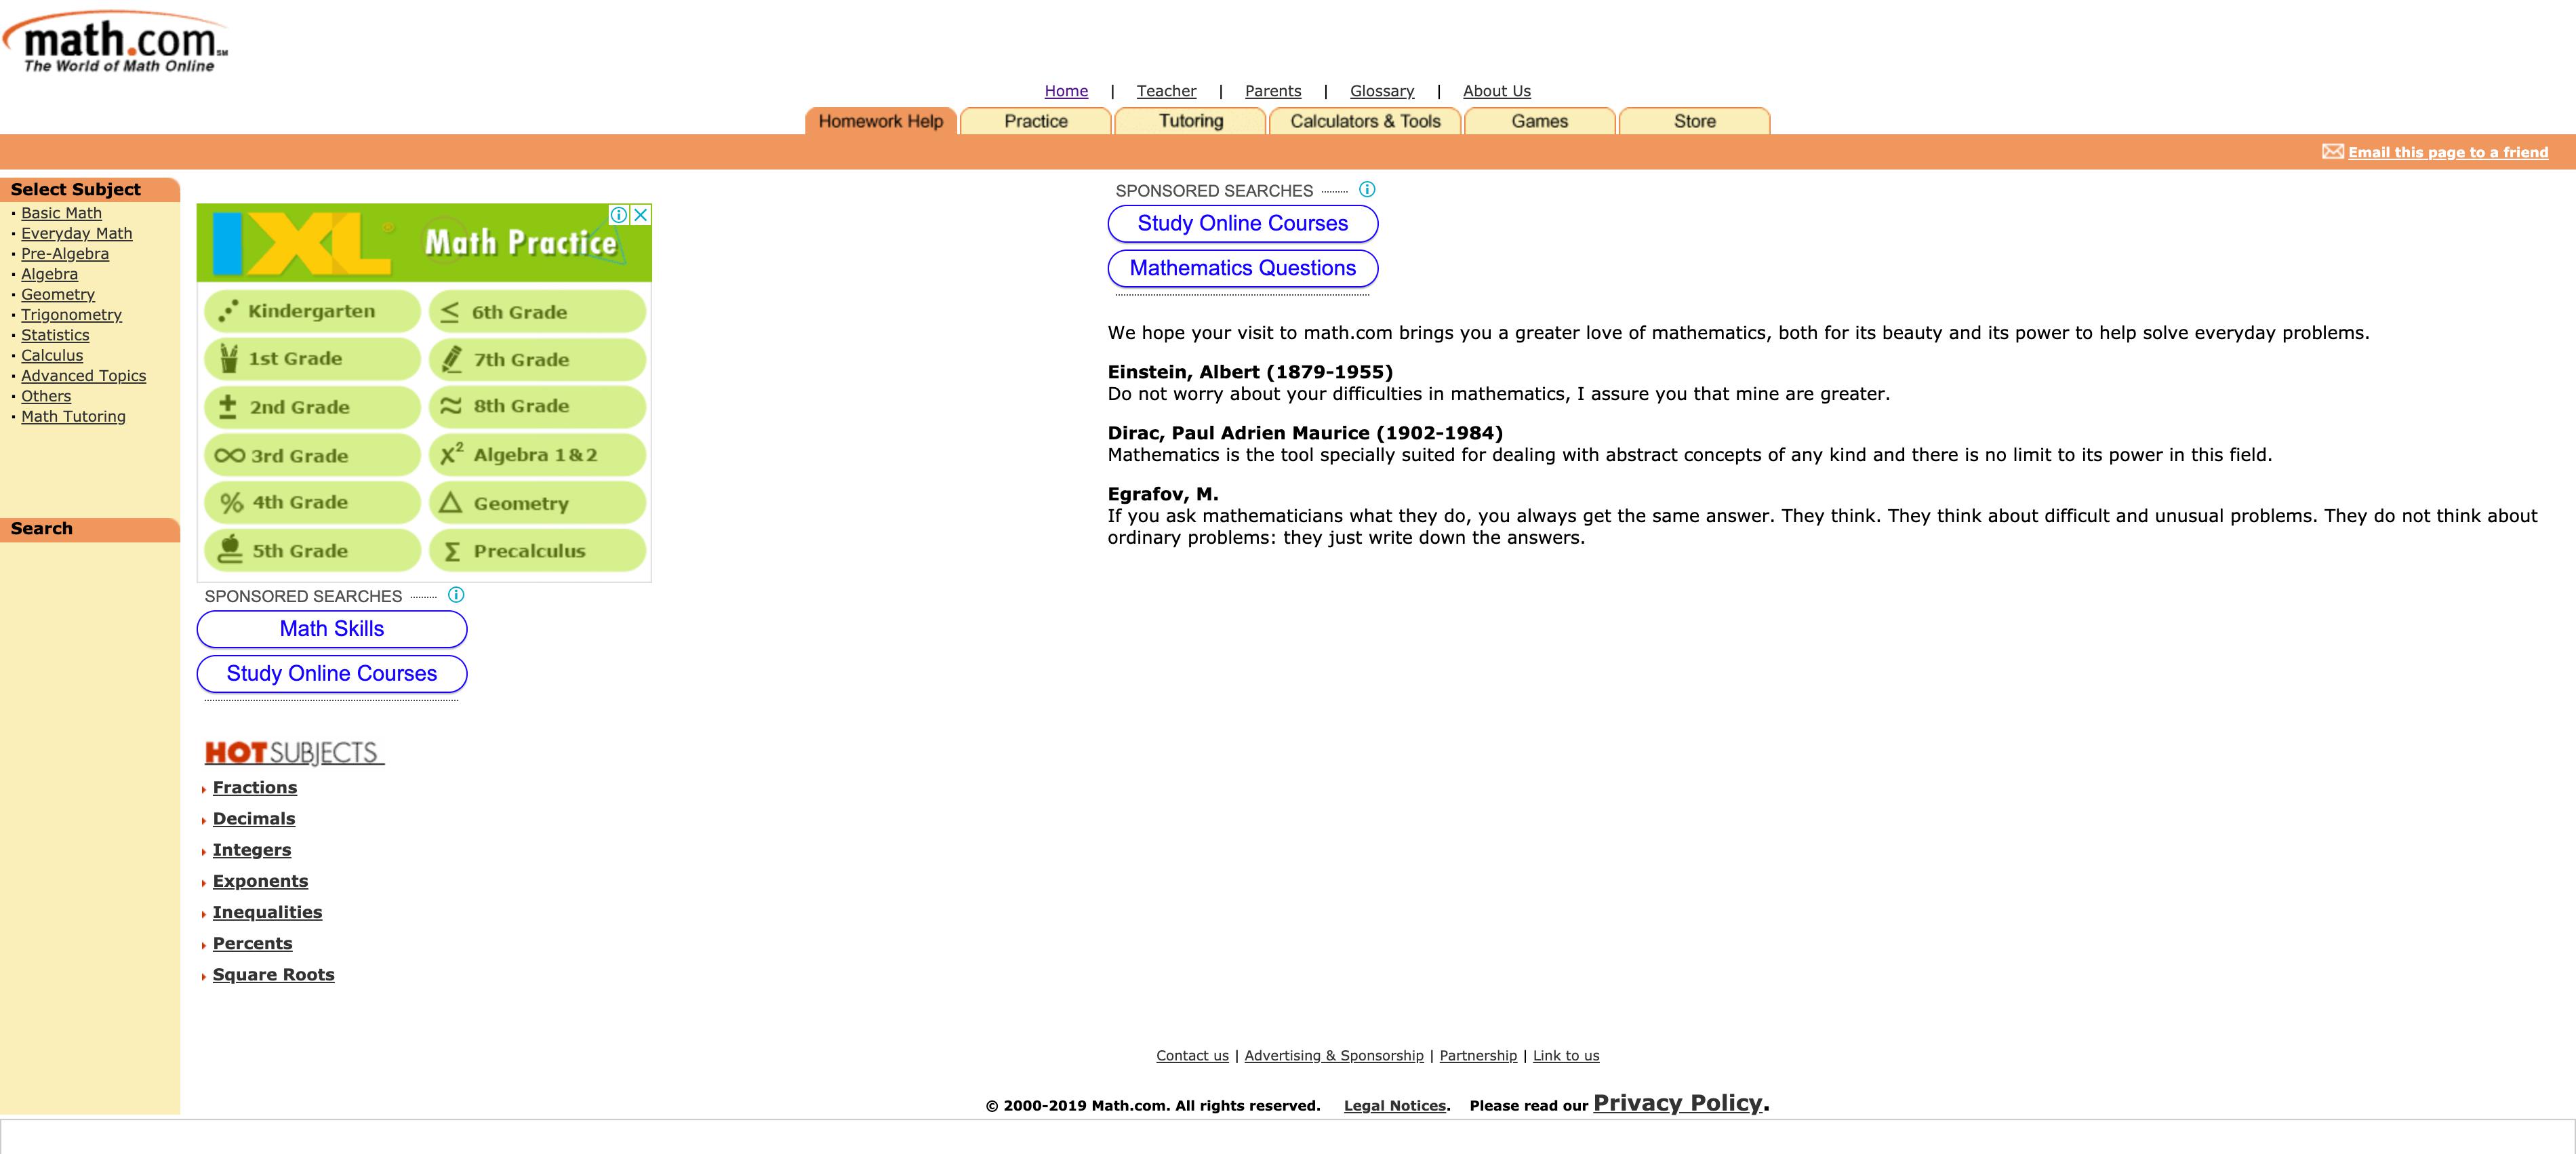 math.com SM
The World of Math Online
Home | Teacher | Parents | Glossary | About Us
Homework Help Practice Tutoring Calculators & Tools Games Store
Email this page to a friend
Select Subject
· Basic Math
· Everyday Math
· Pre-Algebra
· Algebra
· Geometry
· Trigonometry
· Statistics
· Calculus
· Advanced Topics
· Others
· Math Tutoring
Search
IXL® Math Practice
Kindergarten
1st Grade
± 2nd Grade
∞ 3rd Grade
% 4th Grade
5th Grade
≤ 6th Grade
7th Grade
≈ 8th Grade
x² Algebra 1 & 2
△ Geometry
Σ Precalculus
SPONSORED SEARCHES
Math Skills
Study Online Courses
HOT SUBJECTS
Fractions
Decimals
Integers
Exponents
Inequalities
Percents
Square Roots
SPONSORED SEARCHES
Study Online Courses
Mathematics Questions
We hope your visit to math.com brings you a greater love of mathematics, both for its beauty and its power to help solve everyday problems.
Einstein, Albert (1879-1955)
Do not worry about your difficulties in mathematics, I assure you that mine are greater.
Dirac, Paul Adrien Maurice (1902-1984)
Mathematics is the tool specially suited for dealing with abstract concepts of any kind and there is no limit to its power in this field.
Egrafov, M.
If you ask mathematicians what they do, you always get the same answer. They think. They think about difficult and unusual problems. They do not think about
ordinary problems: they just write down the answers.
Contact us | Advertising & Sponsorship | Partnership | Link to us
© 2000-2019 Math.com. All rights reserved. Legal Notices. Please read our Privacy Policy.